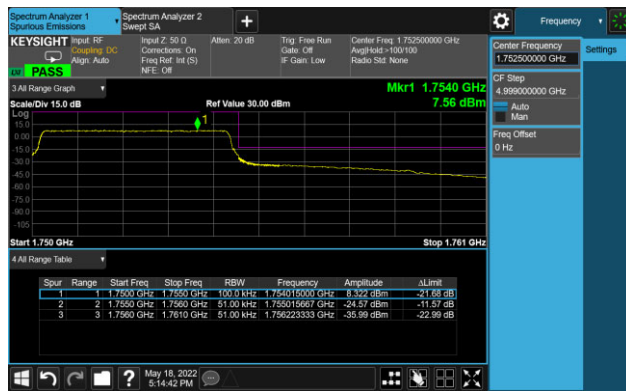 Spectrum Analyzer 1
Spurious Emissions
Spectrum Analyzer 2
Swept SA
+
Frequency
KEYSIGHT
Input: RF
Coupling: DC
Align: Auto
Input Z: 50 Ω
Corrections: On
Freq Ref: Int (S)
NFE: Off
Atten: 20 dB
Trig: Free Run
Gate: Off
IF Gain: Low
Center Freq: 1.752500000 GHz
Avg|Hold:>100/100
Radio Std: None
PASS
Center Frequency
1.752500000 GHz
Settings
CF Step
4.999000000 GHz
Auto
Man
Freq Offset
0 Hz
3 All Range Graph
Mkr1 1.7540 GHz
Scale/Div 15.0 dB
Ref Value 30.00 dBm
7.56 dBm
Log
15.0
0.00
-15.0
-30.0
-45.0
-60.0
-75.0
-90.0
-105
1
Start 1.750 GHz
Stop 1.761 GHz
4 All Range Table
Spur Range Start Freq Stop Freq RBW Frequency Amplitude ΔLimit
1 1 1.7500 GHz 1.7550 GHz 100.0 kHz 1.754015000 GHz 8.322 dBm -21.68 dB
2 2 1.7550 GHz 1.7560 GHz 51.00 kHz 1.755015667 GHz -24.57 dBm -11.57 dB
3 3 1.7560 GHz 1.7610 GHz 51.00 kHz 1.756223333 GHz -35.99 dBm -22.99 dB
?
May 18, 2022
5:14:42 PM